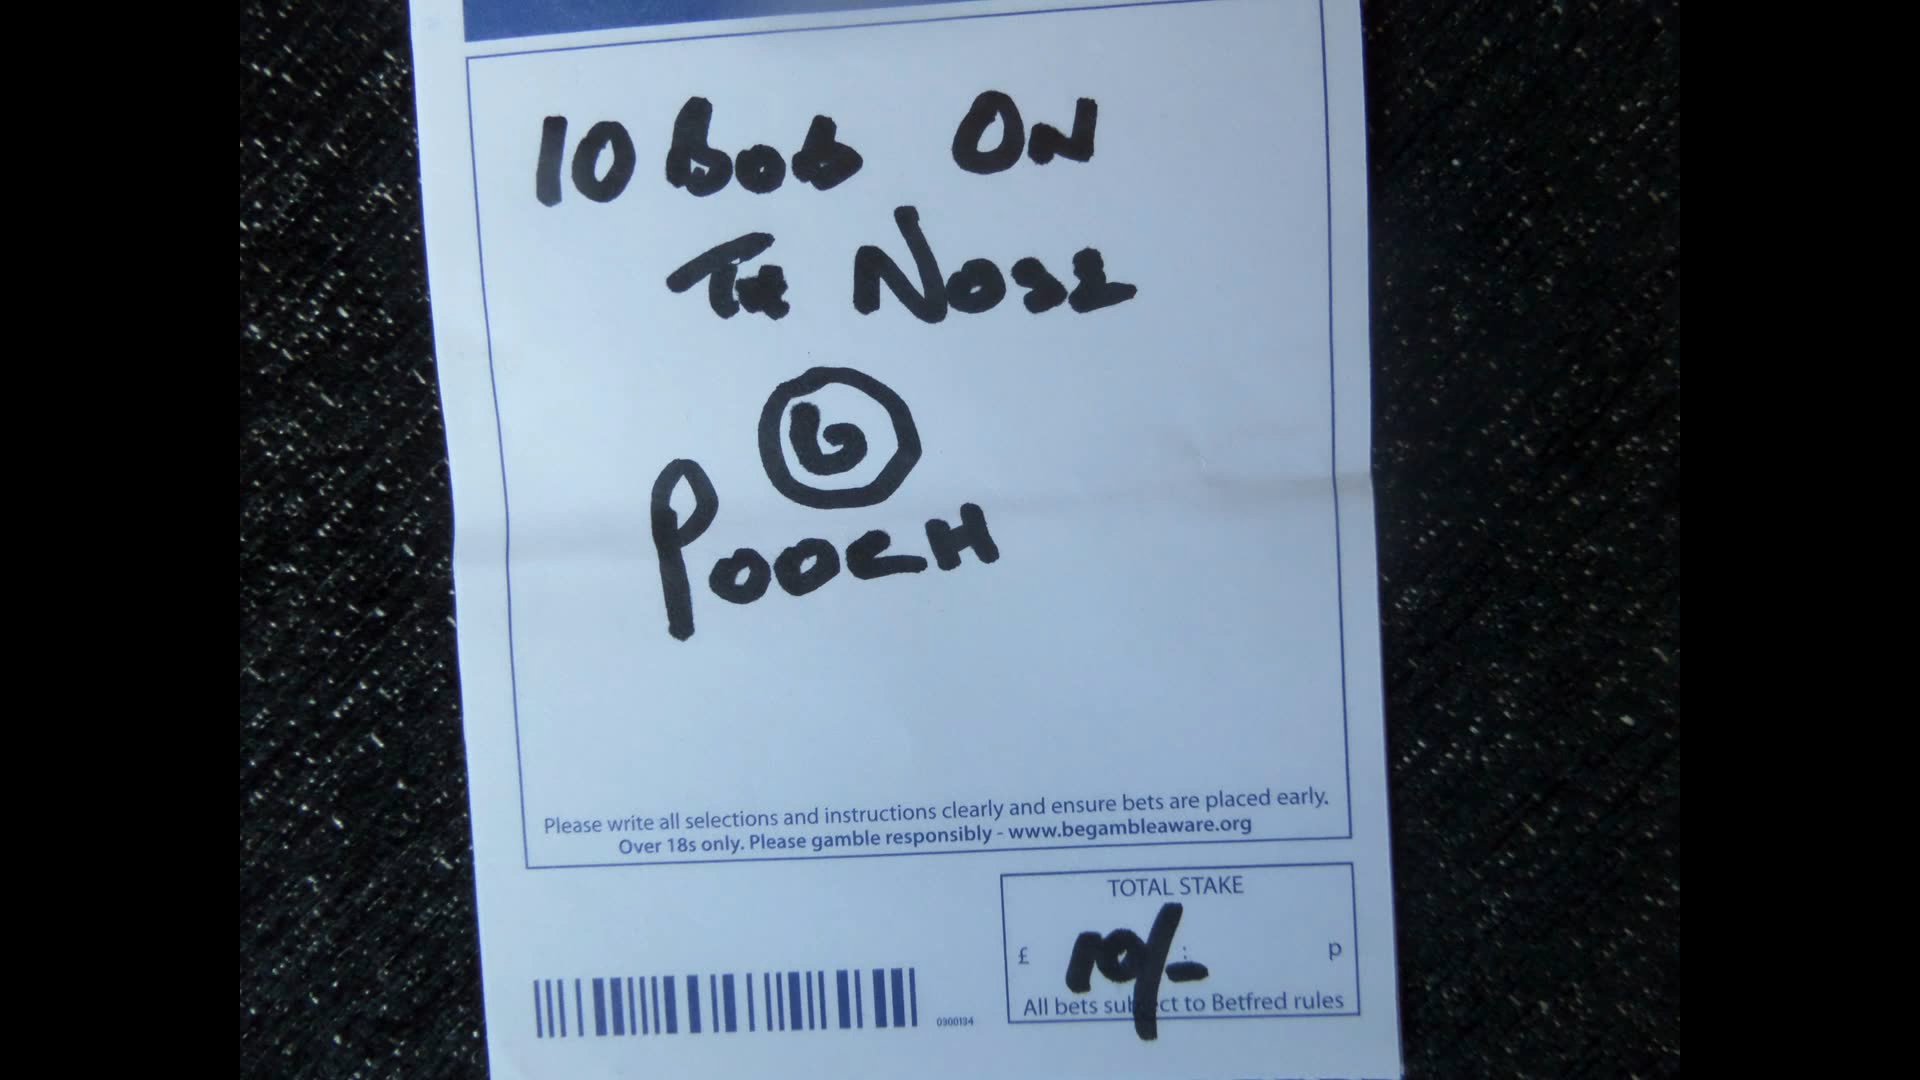 10 bob ON
The NOSE
6
POOCH
Please write all selections and instructions clearly and ensure bets are placed early.
Over 18s only. Please gamble responsibly - www.begambleaware.org
TOTAL STAKE
£ 10/- p
All bets subject to Betfred rules
0900194